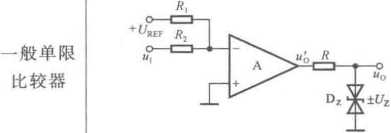 一般单限
比较器
R₁
+U_REF
R₂
u_I
−
+
A
u′_O
R
u_O
D_Z
±U_Z